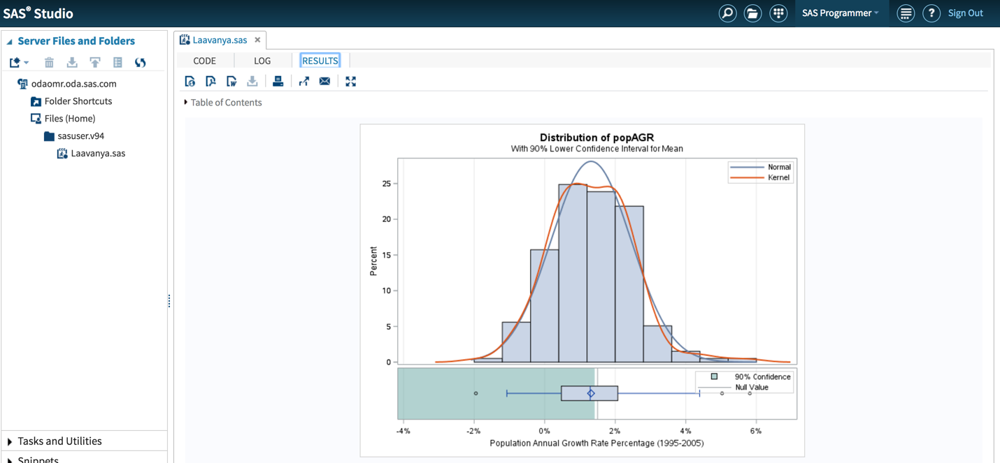 SAS® Studio
SAS Programmer
Sign Out
Server Files and Folders
odaomr.oda.sas.com
Folder Shortcuts
Files (Home)
sasuser.v94
Laavanya.sas
Tasks and Utilities
Snippets
Laavanya.sas
CODE LOG RESULTS
Table of Contents
Distribution of popAGR
With 90% Lower Confidence Interval for Mean
Normal
Kernel
25
20
15
10
5
0
Percent
90% Confidence
Null Value
-4% -2% 0% 2% 4% 6%
Population Annual Growth Rate Percentage (1995-2005)